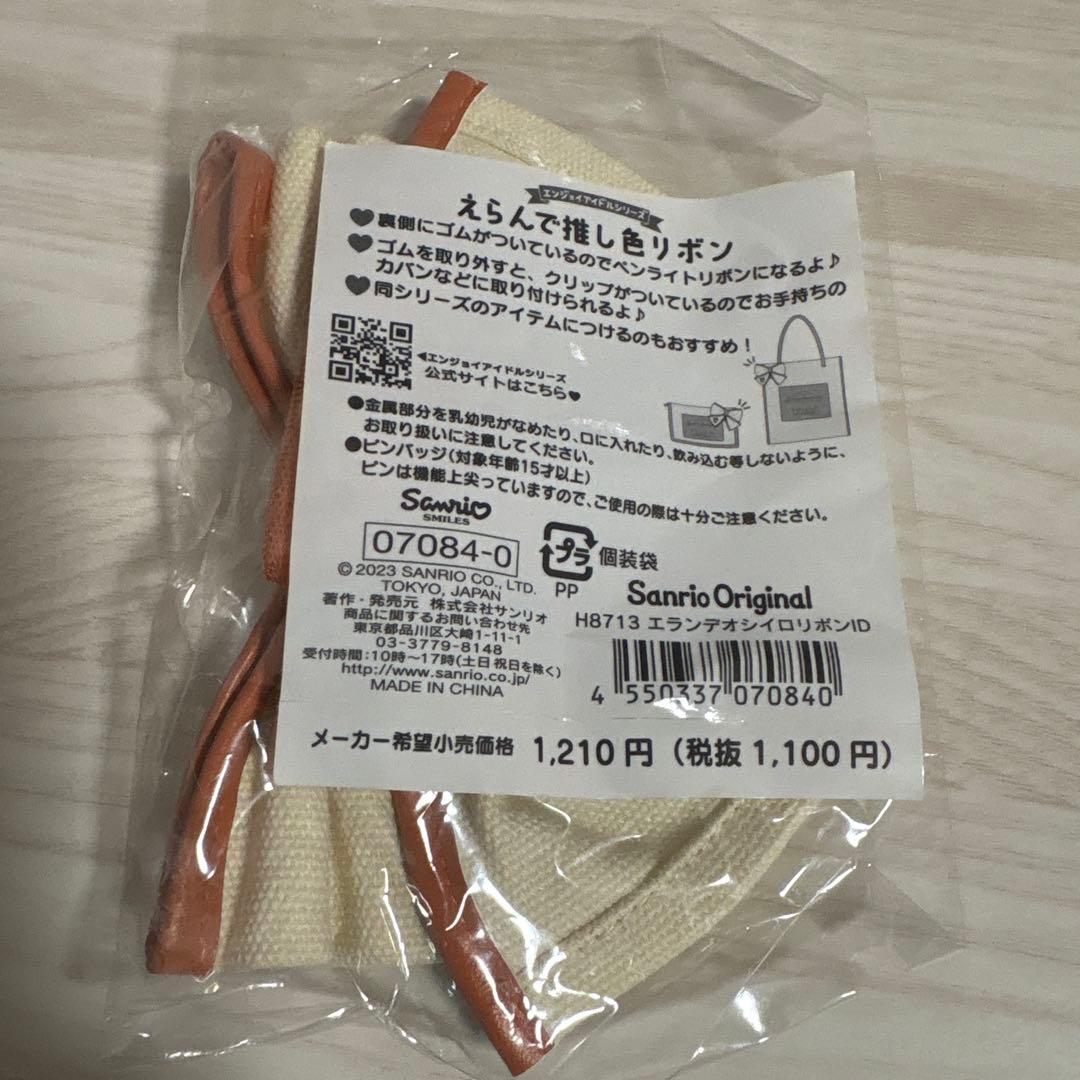 エンジョイアイドルシリーズ
えらんで推し色リボン
♥裏側にゴムがついているのでペンライトリボンになるよ♪
♥ゴムを取り外すと、クリップがついているのでお手持ちの
カバンなどに取り付けられるよ♪
♥同シリーズのアイテムにつけるのもおすすめ！
◀エンジョイアイドルシリーズ
公式サイトはこちら♥
●金属部分を乳幼児がなめたり、口に入れたり、飲み込む等しないように、
お取り扱いに注意してください。
●ピンバッジ（対象年齢15才以上）
ピンは機能上尖っていますので、ご使用の際は十分ご注意ください。
Sanrio
SMILES
07084-0
プラ
PP
個装袋
© 2023 SANRIO CO., LTD.
TOKYO, JAPAN
著作・発売元 株式会社サンリオ
商品に関するお問い合わせ先
東京都品川区大崎1-11-1
03-3779-8148
受付時間：10時～17時(土日祝日を除く)
http://www.sanrio.co.jp/
MADE IN CHINA
Sanrio Original
H8713 エランデオシイロリボンID
4 550337 070840
メーカー希望小売価格 1,210円（税抜1,100円）